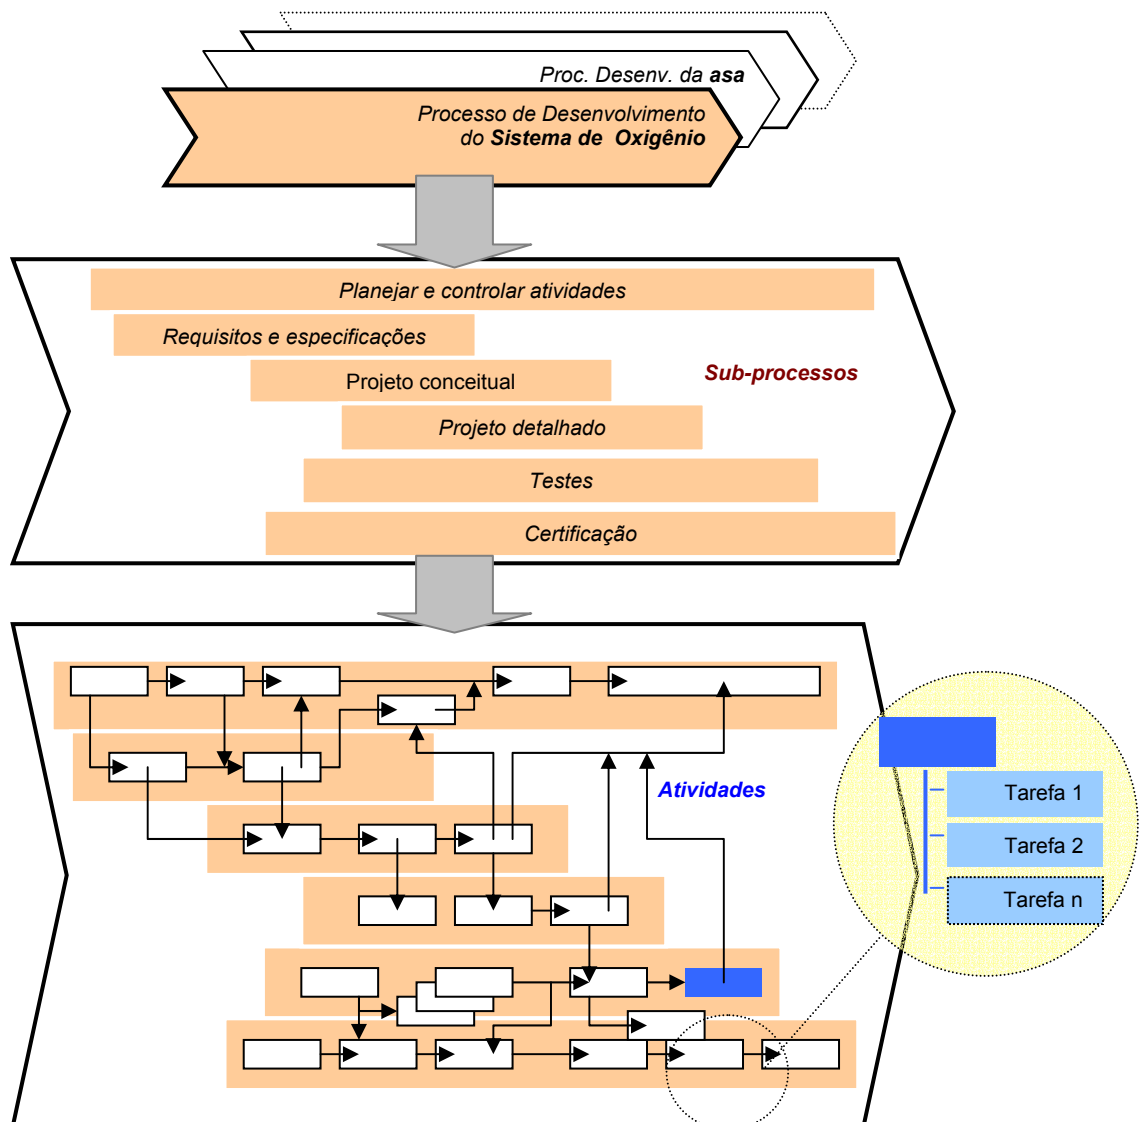 Proc. Desenv. da asa
Processo de Desenvolvimento
do Sistema de Oxigênio
Planejar e controlar atividades
Requisitos e especificações
Projeto conceitual
Sub-processos
Projeto detalhado
Testes
Certificação
Atividades
Tarefa 1
Tarefa 2
Tarefa n